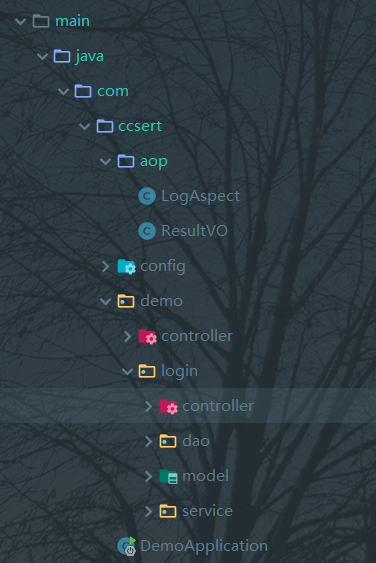 main
java
com
ccsert
aop
LogAspect
ResultVO
config
demo
controller
login
controller
dao
model
service
DemoApplication